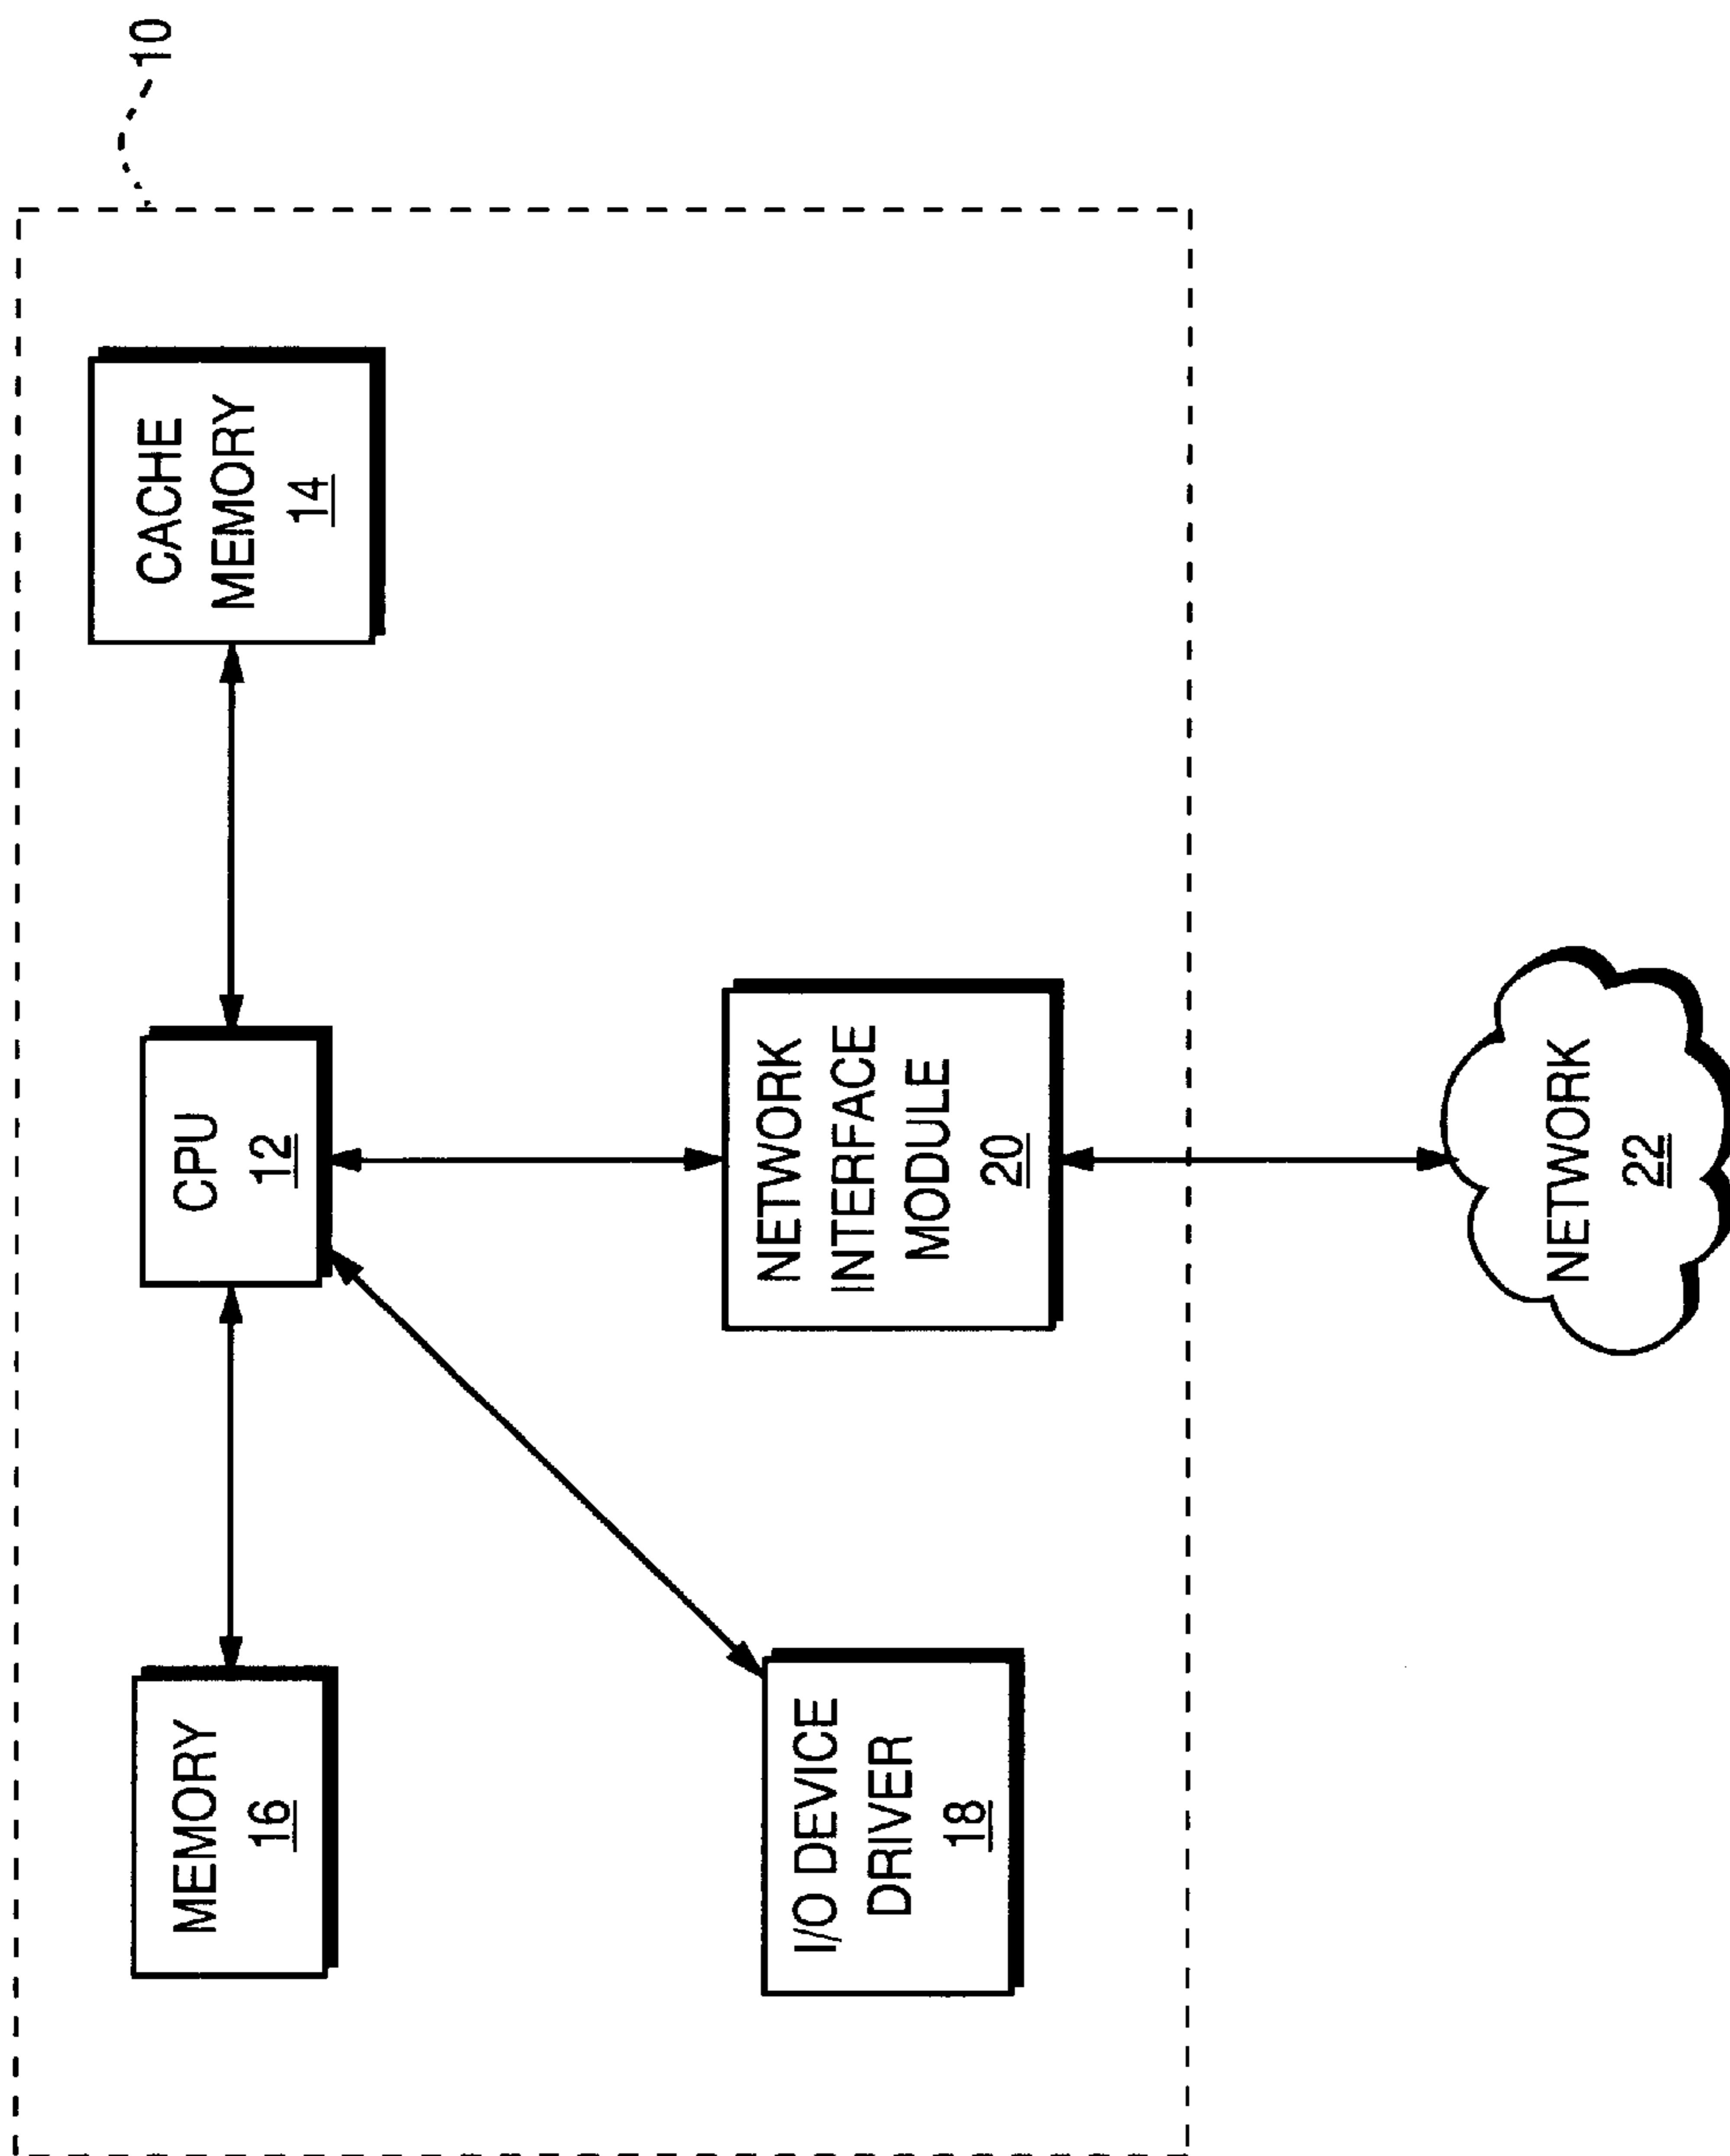 10
MEMORY
16
CPU
12
CACHE
MEMORY
14
I/O DEVICE
DRIVER
18
NETWORK
INTERFACE
MODULE
20
NETWORK
22